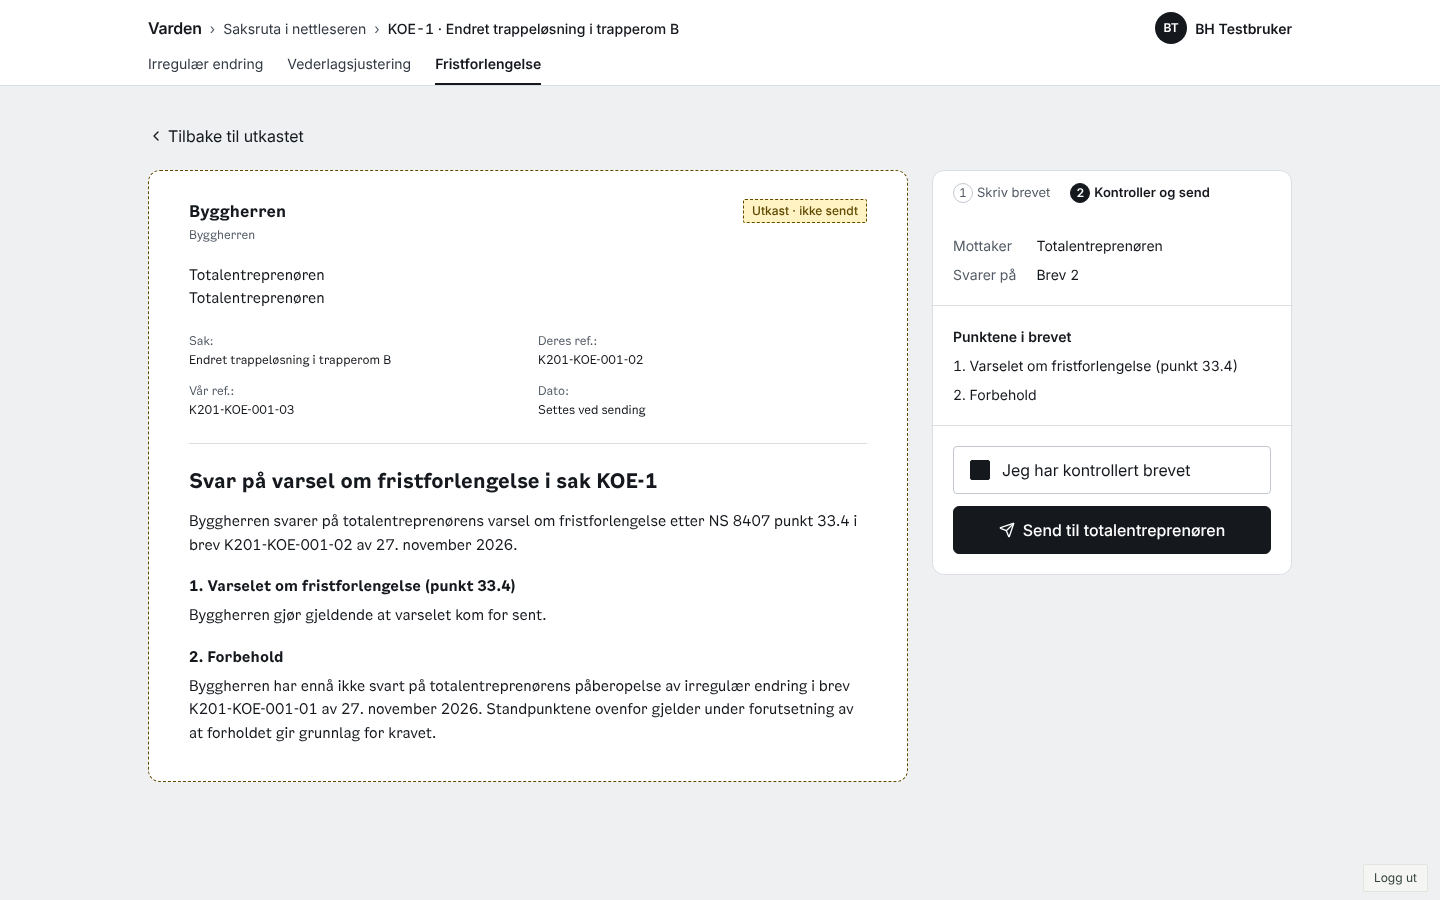 Varden › Saksruta i nettleseren › KOE-1 · Endret trappeløsning i trapperom B
BT BH Testbruker
Irregulær endring Vederlagsjustering Fristforlengelse
Tilbake til utkastet
Byggherren
Utkast · ikke sendt
Byggherren
Totalentreprenøren
Totalentreprenøren
Sak:
Endret trappeløsning i trapperom B
Deres ref.:
K201-KOE-001-02
Vår ref.:
K201-KOE-001-03
Dato:
Settes ved sending
Svar på varsel om fristforlengelse i sak KOE-1
Byggherren svarer på totalentreprenørens varsel om fristforlengelse etter NS 8407 punkt 33.4 i
brev K201-KOE-001-02 av 27. november 2026.
1. Varselet om fristforlengelse (punkt 33.4)
Byggherren gjør gjeldende at varselet kom for sent.
2. Forbehold
Byggherren har ennå ikke svart på totalentreprenørens påberopelse av irregulær endring i brev
K201-KOE-001-01 av 27. november 2026. Standpunktene ovenfor gjelder under forutsetning av
at forholdet gir grunnlag for kravet.
1 Skriv brevet 2 Kontroller og send
Mottaker Totalentreprenøren
Svarer på Brev 2
Punktene i brevet
1. Varselet om fristforlengelse (punkt 33.4)
2. Forbehold
Jeg har kontrollert brevet
Send til totalentreprenøren
Logg ut